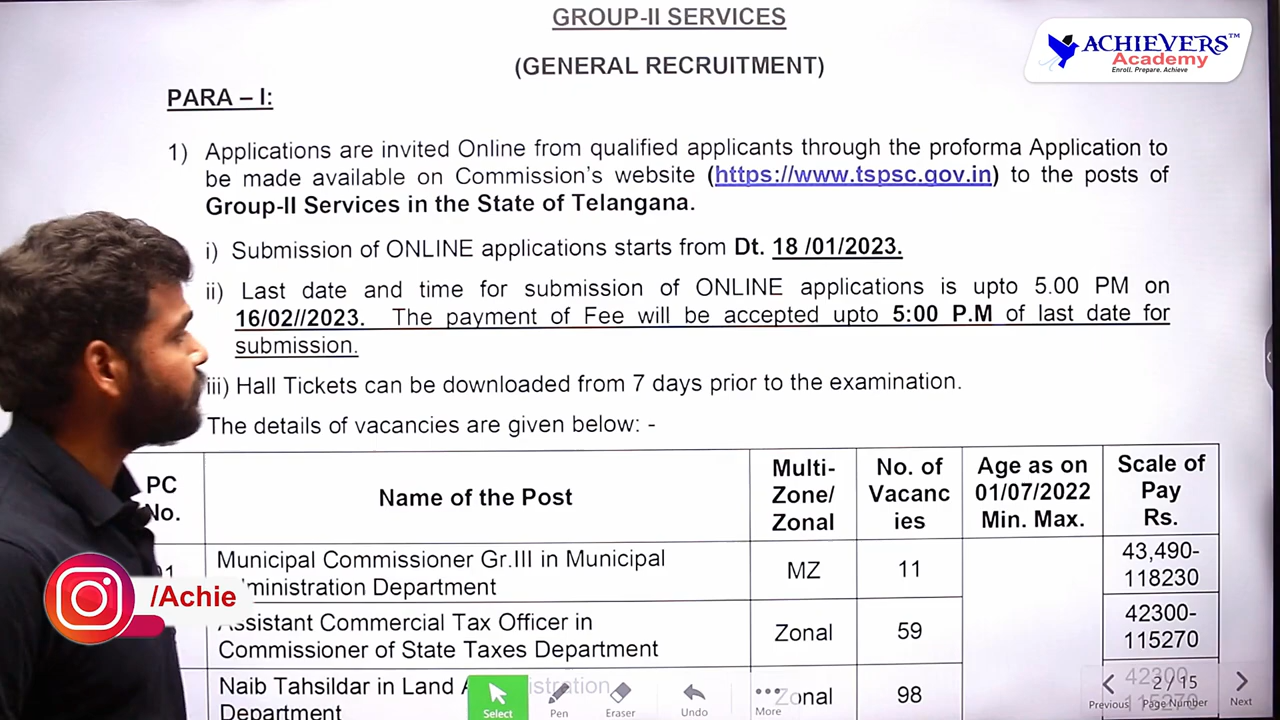 GROUP-II SERVICES
(GENERAL RECRUITMENT)
ACHIEVERS™
Academy
Enroll. Prepare. Achieve
PARA – I:
1) Applications are invited Online from qualified applicants through the proforma Application to
be made available on Commission's website (https://www.tspsc.gov.in) to the posts of
Group-II Services in the State of Telangana.
i) Submission of ONLINE applications starts from Dt. 18 /01/2023.
ii) Last date and time for submission of ONLINE applications is upto 5.00 PM on
16/02//2023. The payment of Fee will be accepted upto 5:00 P.M of last date for
submission.
iii) Hall Tickets can be downloaded from 7 days prior to the examination.
The details of vacancies are given below: -
PC
No.
Name of the Post
Multi-
Zone/
Zonal
No. of
Vacanc
ies
Age as on
01/07/2022
Min. Max.
Scale of
Pay
Rs.
Municipal Commissioner Gr.III in Municipal
Department
MZ
11
43,490-
118230
/Achie
Assistant Commercial Tax Officer in
Commissioner of State Taxes Department
Zonal
59
42300-
115270
Naib Tahsildar in Land
Department
Zonal
98
42300-
115270
Select
Pen
Eraser
Undo
More
Previous
2 / 15
Page Number
Next